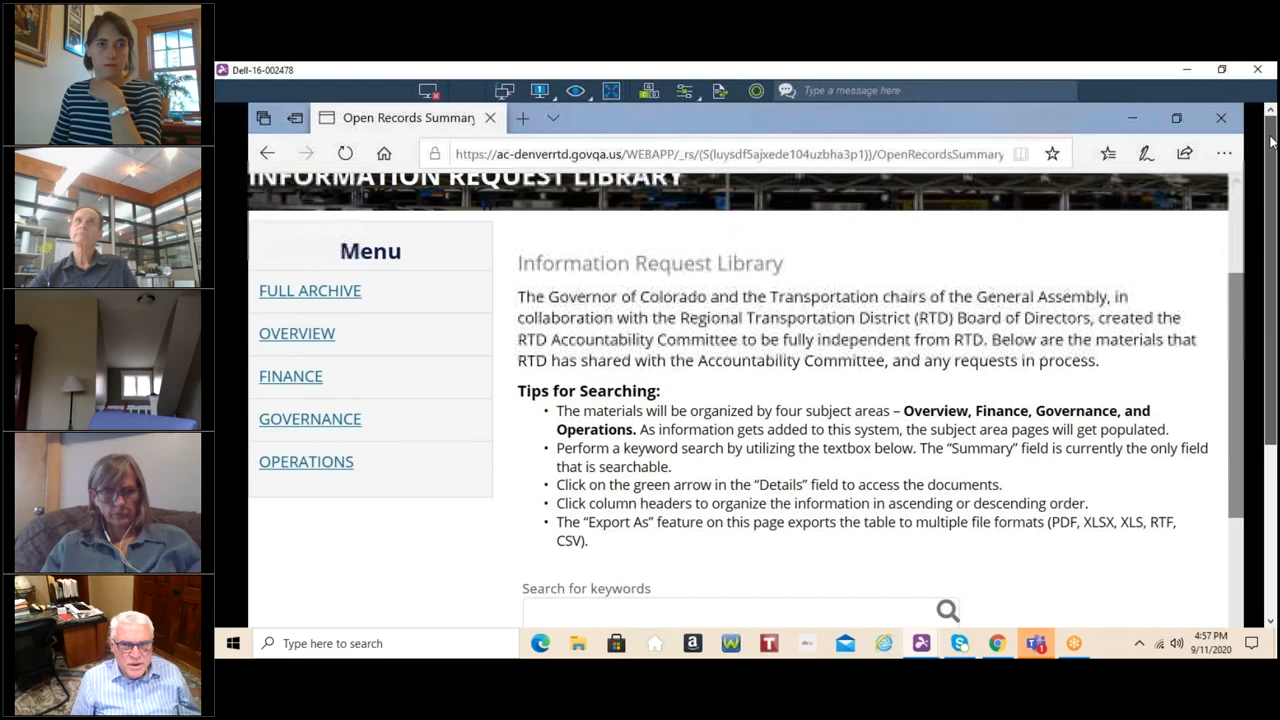 Dell-16-002478
Type a message here
Open Records Summary
https://ac-denverrtd.govqa.us/WEBAPP/_rs/(S(luysdf5ajxede104uzbha3p1))/OpenRecordsSummary
INFORMATION REQUEST LIBRARY
Menu
FULL ARCHIVE
OVERVIEW
FINANCE
GOVERNANCE
OPERATIONS
Information Request Library
The Governor of Colorado and the Transportation chairs of the General Assembly, in
collaboration with the Regional Transportation District (RTD) Board of Directors, created the
RTD Accountability Committee to be fully independent from RTD. Below are the materials that
RTD has shared with the Accountability Committee, and any requests in process.
Tips for Searching:
• The materials will be organized by four subject areas – Overview, Finance, Governance, and
Operations. As information gets added to this system, the subject area pages will get populated.
• Perform a keyword search by utilizing the textbox below. The “Summary” field is currently the only field
that is searchable.
• Click on the green arrow in the “Details” field to access the documents.
• Click column headers to organize the information in ascending or descending order.
• The “Export As” feature on this page exports the table to multiple file formats (PDF, XLSX, XLS, RTF,
CSV).
Search for keywords
Type here to search
4:57 PM
9/11/2020